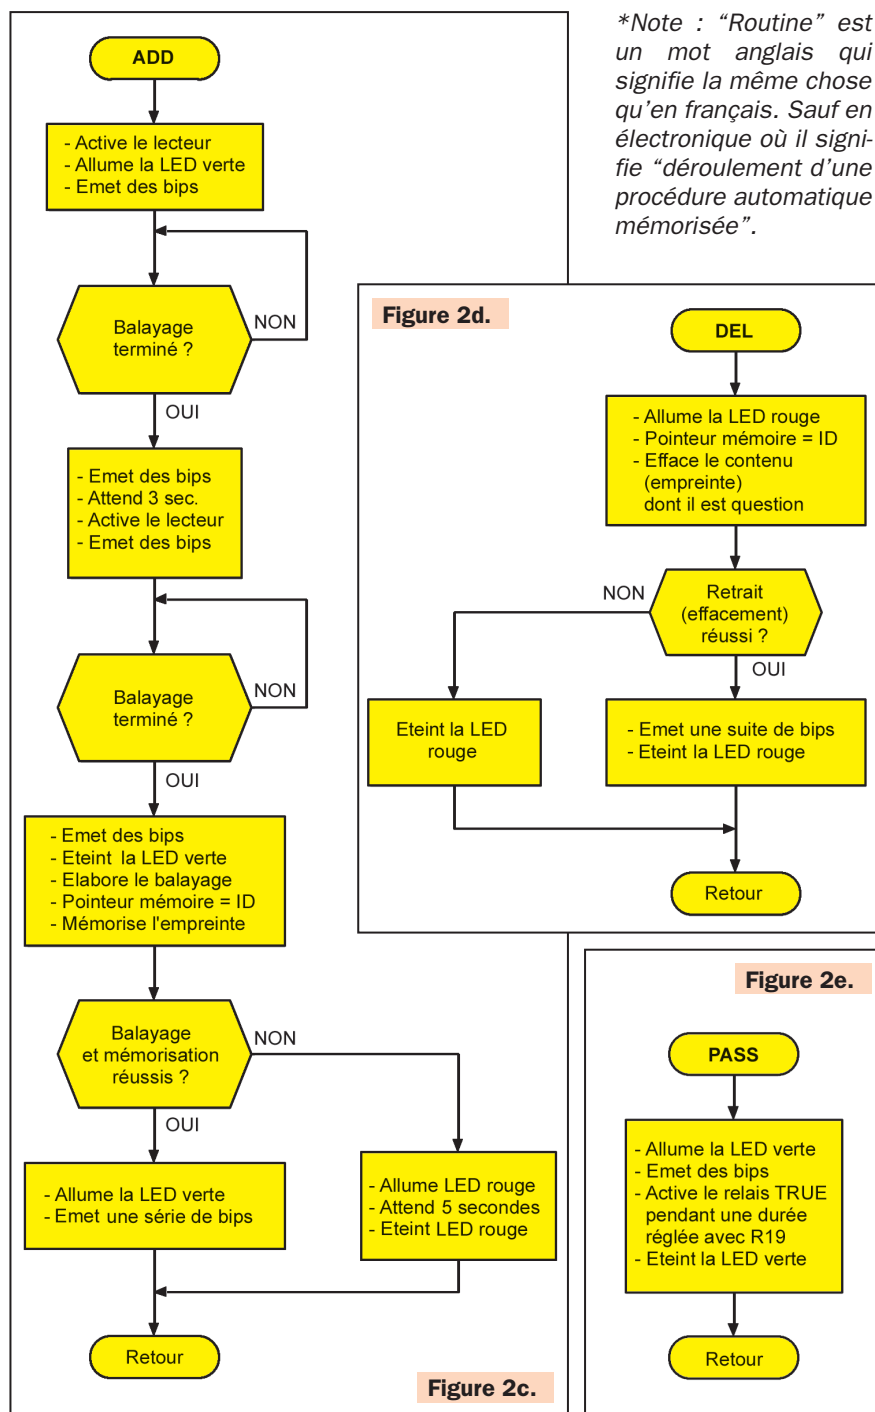 *Note : “Routine” est
un mot anglais qui
signifie la même chose
qu’en français. Sauf en
électronique où il signi-
fie “déroulement d’une
procédure automatique
mémorisée”.
ADD
- Active le lecteur
- Allume la LED verte
- Emet des bips
Balayage
terminé ?
NON
OUI
- Emet des bips
- Attend 3 sec.
- Active le lecteur
- Emet des bips
Balayage
terminé ?
NON
OUI
- Emet des bips
- Eteint la LED verte
- Elabore le balayage
- Pointeur mémoire = ID
- Mémorise l'empreinte
Balayage
et mémorisation
réussis ?
NON
OUI
- Allume la LED verte
- Emet une série de bips
- Allume LED rouge
- Attend 5 secondes
- Eteint LED rouge
Retour
Figure 2c.
Figure 2d.
DEL
- Allume la LED rouge
- Pointeur mémoire = ID
- Efface le contenu
(empreinte)
dont il est question
Retrait
(effacement)
réussi ?
NON
OUI
Eteint la LED
rouge
- Emet une suite de bips
- Eteint la LED rouge
Retour
Figure 2e.
PASS
- Allume la LED verte
- Emet des bips
- Active le relais TRUE
pendant une durée
réglée avec R19
- Eteint la LED verte
Retour